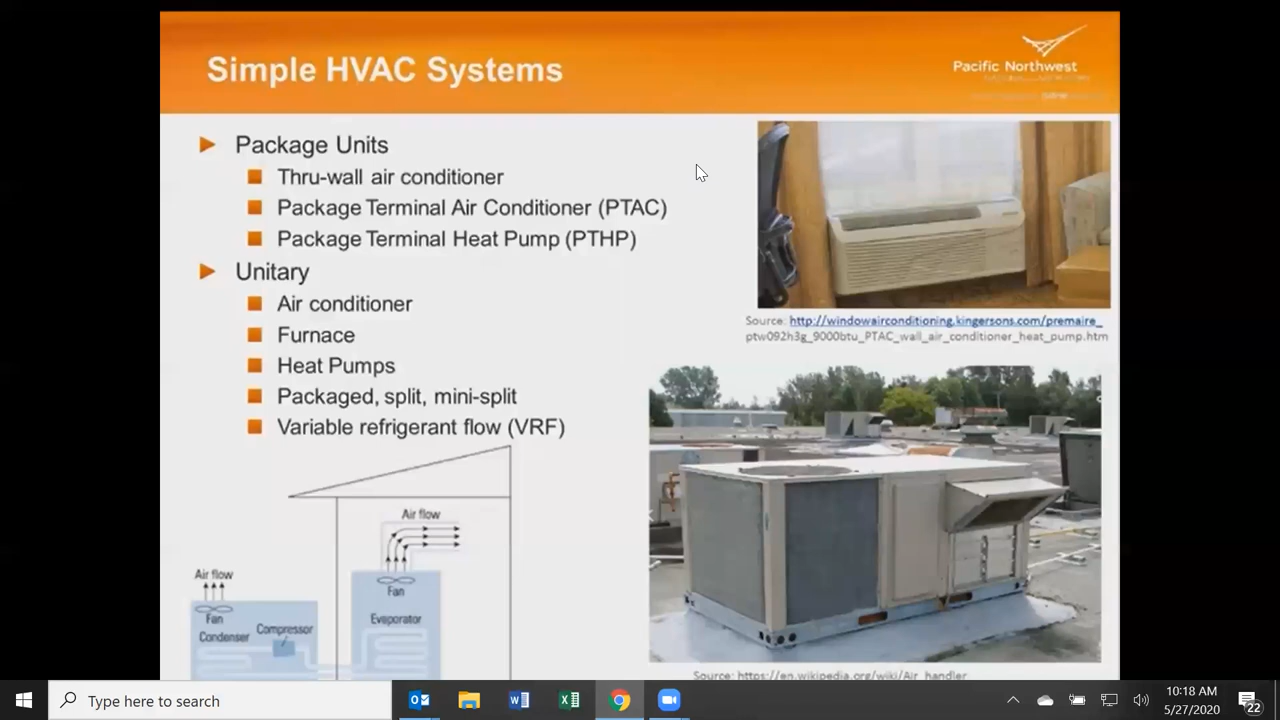 Simple HVAC Systems
Pacific Northwest
Package Units
Thru-wall air conditioner
Package Terminal Air Conditioner (PTAC)
Package Terminal Heat Pump (PTHP)
Unitary
Air conditioner
Furnace
Heat Pumps
Packaged, split, mini-split
Variable refrigerant flow (VRF)
Source: http://windowairconditioning.kingersons.com/premaire_
ptw092h3g_9000btu_PTAC_wall_air_conditioner_heat_pump.htm
Air flow
Fan
Evaporator
Air flow
Fan
Condenser
Compressor
Source: https://en.wikipedia.org/wiki/Air_handler
Type here to search
10:18 AM
5/27/2020
22